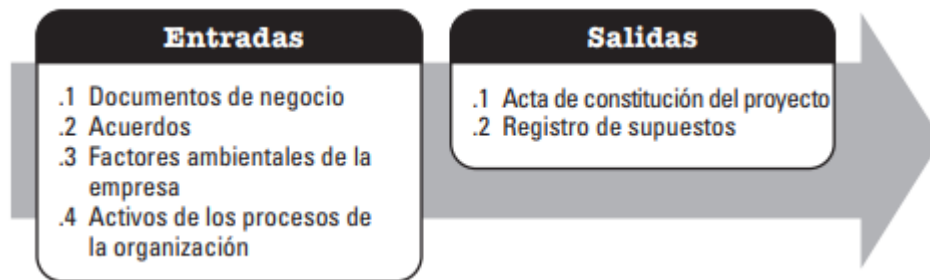 Entradas
.1 Documentos de negocio
.2 Acuerdos
.3 Factores ambientales de la
empresa
.4 Activos de los procesos de
la organización
Salidas
.1 Acta de constitución del proyecto
.2 Registro de supuestos